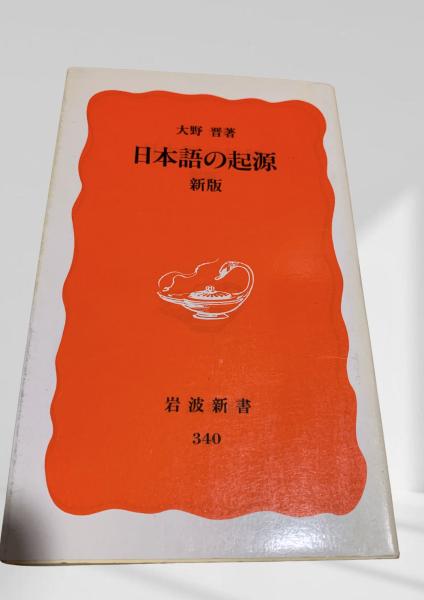 大野 晋著
日本語の起源
新版
岩波新書
340